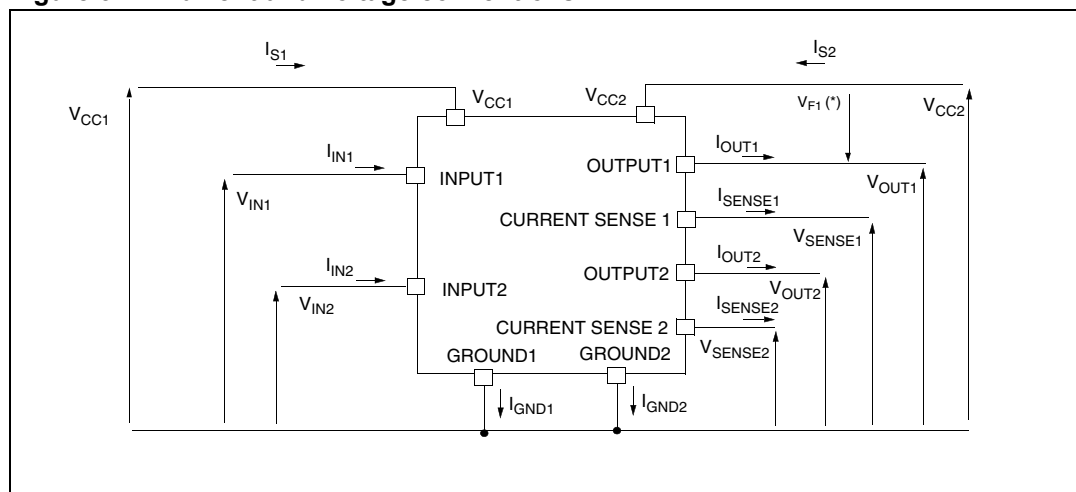 I_S1
I_S2
V_CC1
V_CC1
V_CC2
V_F1 (*)
V_CC2
I_IN1
INPUT1
V_IN1
OUTPUT1
I_OUT1
V_OUT1
CURRENT SENSE 1
I_SENSE1
V_SENSE1
I_IN2
INPUT2
V_IN2
OUTPUT2
I_OUT2
V_OUT2
CURRENT SENSE 2
I_SENSE2
V_SENSE2
GROUND1
GROUND2
I_GND1
I_GND2